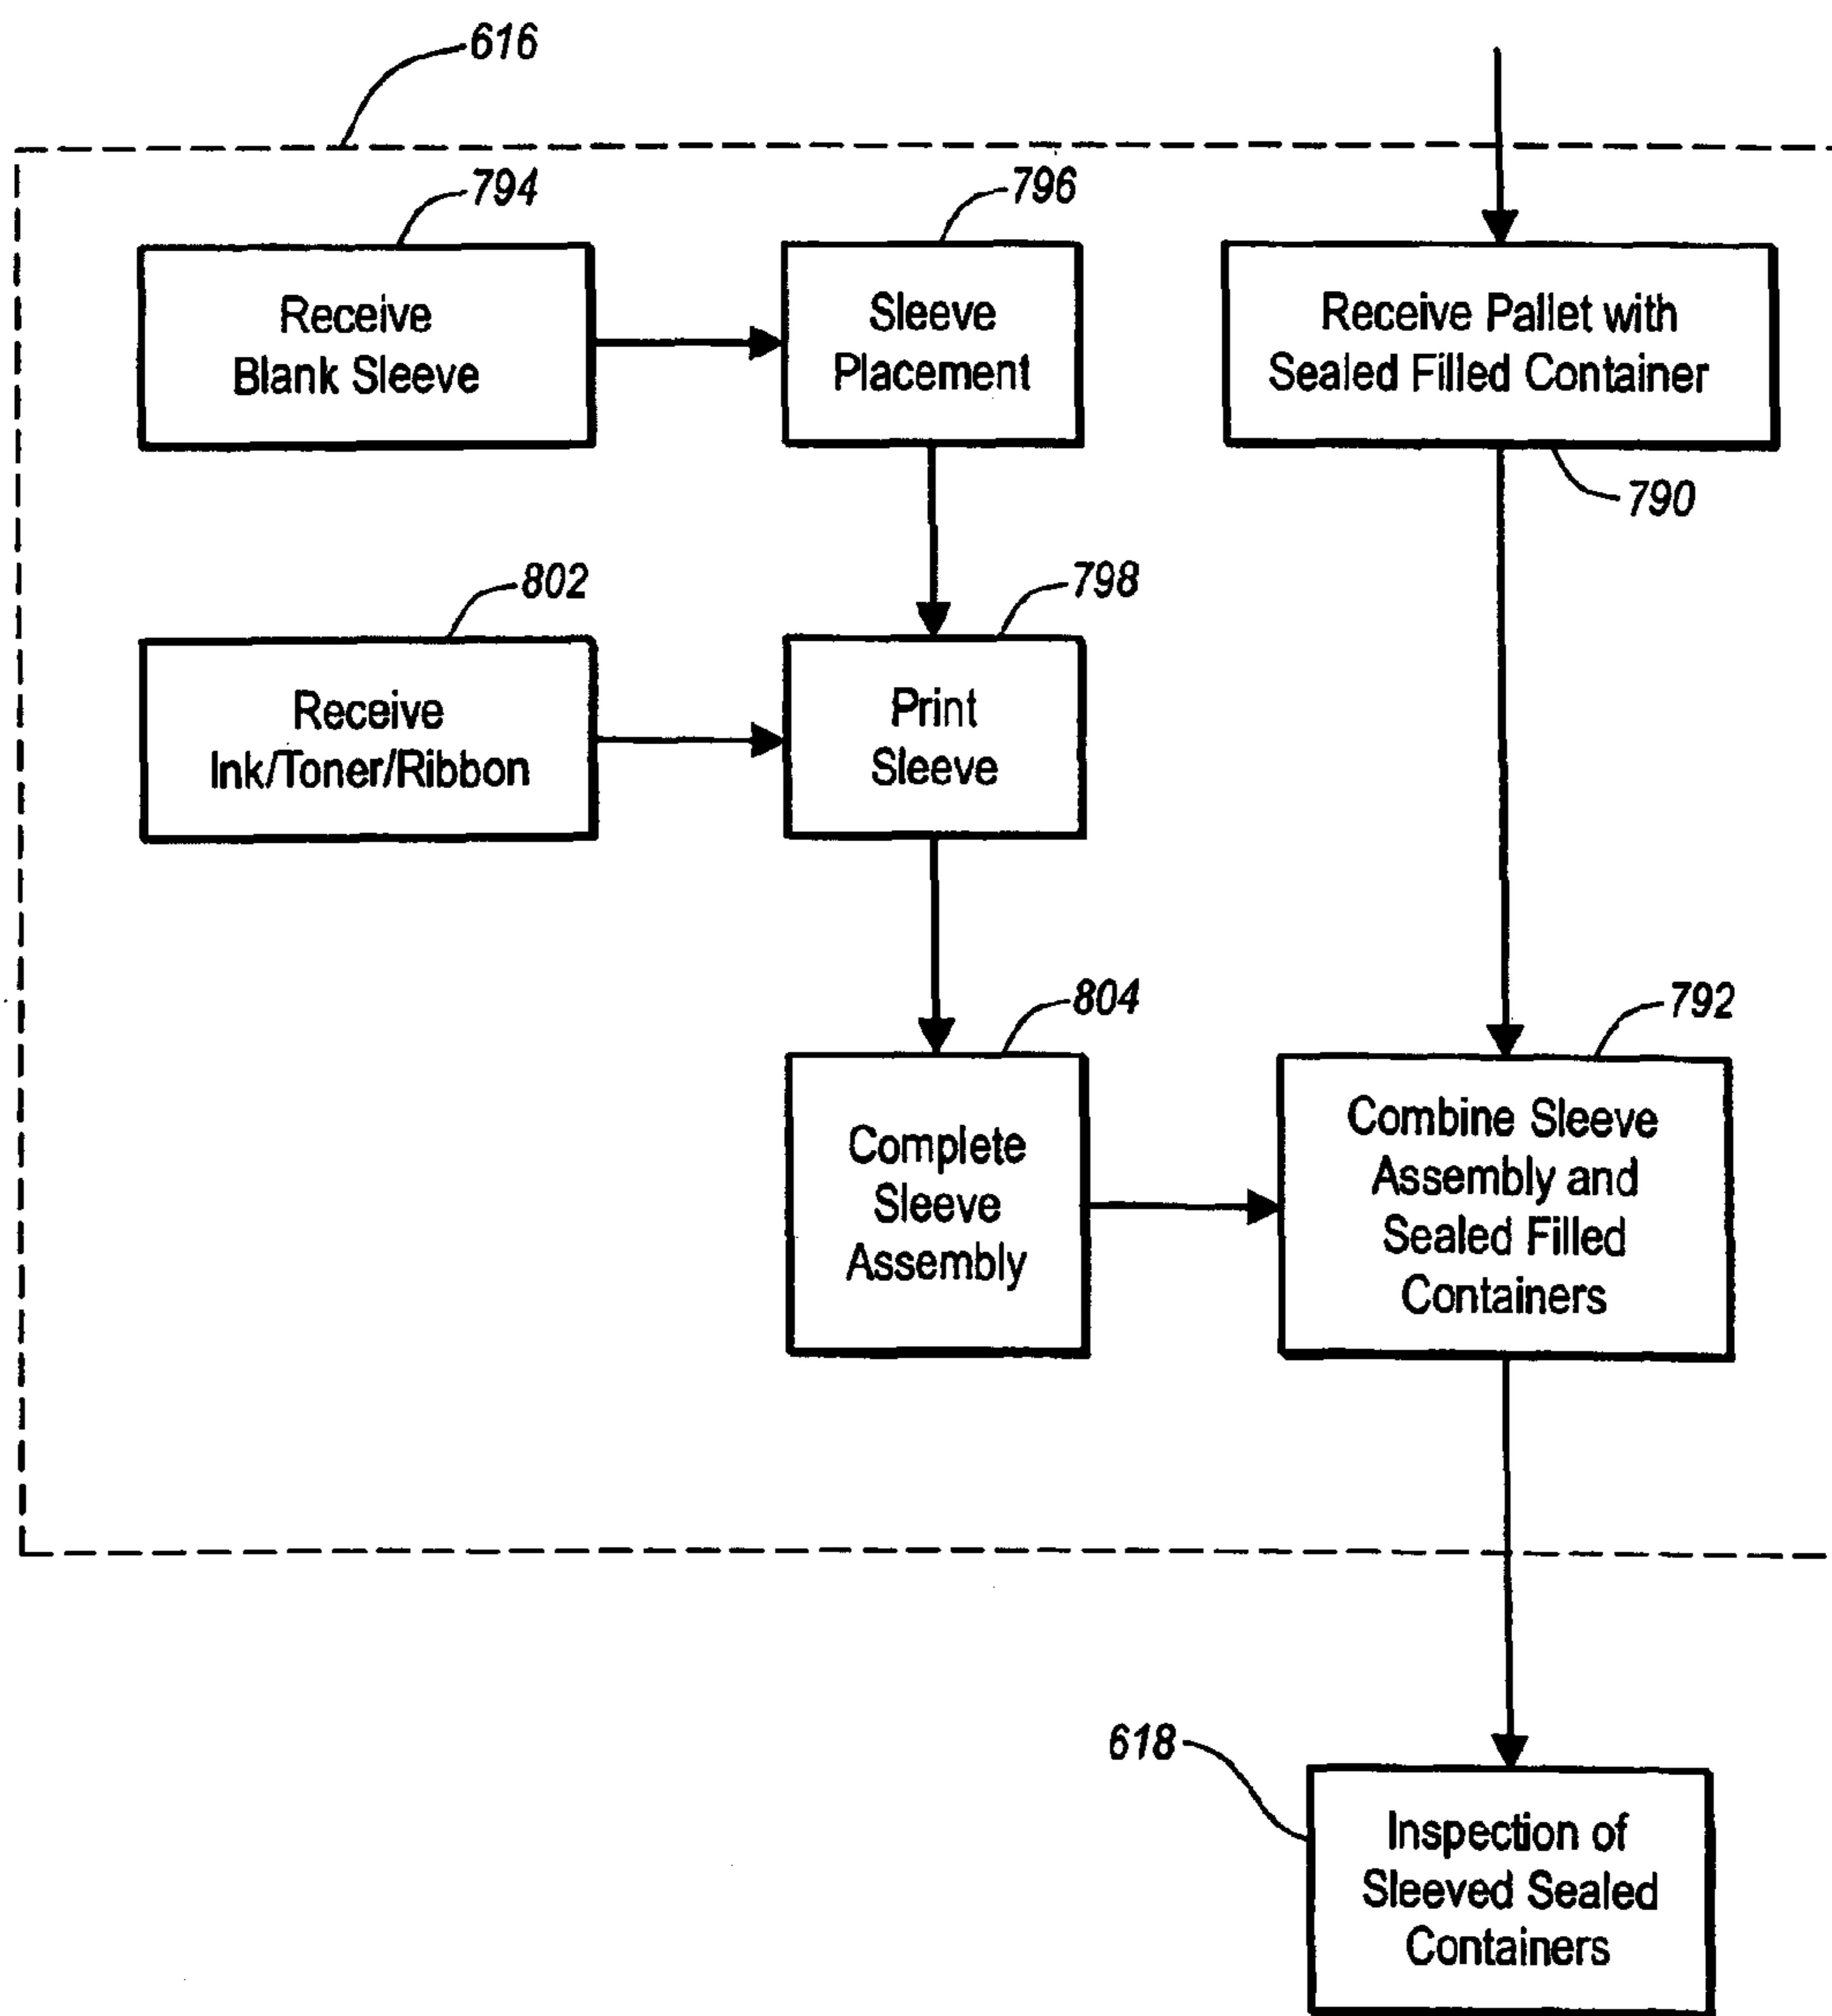 616
794
796
Receive
Blank Sleeve
Sleeve
Placement
Receive Pallet with
Sealed Filled Container
790
802
798
Receive
Ink/Toner/Ribbon
Print
Sleeve
804
792
Complete
Sleeve
Assembly
Combine Sleeve
Assembly and
Sealed Filled
Containers
618
Inspection of
Sleeved Sealed
Containers